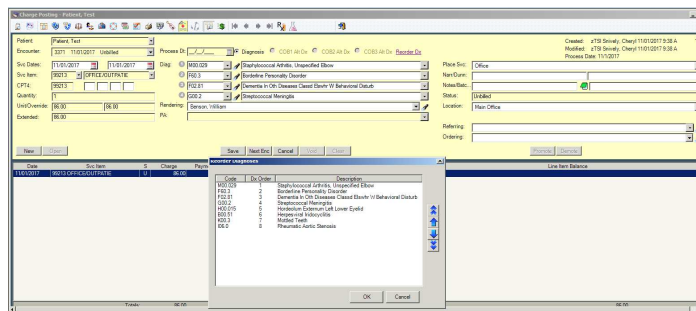 Charge Posting - Patient, Test
Patient: Patient, Test
Encounter: 3371 11/01/2017 Unbilled
Process Dt: __/__/____ Diagnosis COB1 Alt Dx COB2 Alt Dx COB3 Alt Dx Reorder Dx
Created: zTSI Snively, Cheryl 11/01/2017 9:38 A
Modified: zTSI Snively, Cheryl 11/01/2017 9:38 A
Process Date: 11/1/2017
Svc Dates: 11/01/2017 11/01/2017 Diag: M00.029 Staphylococcal Arthritis, Unspecified Elbow Place Svc: Office
Svc Item: 99213 OFFICE/OUTPATIE F60.3 Borderline Personality Disorder Narr/Dunn:
CPT4: 99213 F02.81 Dementia In Oth Diseases Classd Elswhr W Behavioral Disturb Notes/Batc:
Quantity: 1 G00.2 Streptococcal Meningitis Status: Unbilled
Unit/Override: 86.00 86.00 Rendering: Benson, William Location: Main Office
Extended: 86.00 PA:
Referring:
Ordering:
New Open Save Next Enc Cancel Void Clear Promote Demote
Date Svc Item S Charge Line Item Balance
11/01/2017 99213 OFFICE/OUTPATIE U 86.00
Reorder Diagnoses
Code Dx Order Description
M00.029 1 Staphylococcal Arthritis, Unspecified Elbow
F60.3 2 Borderline Personality Disorder
F02.81 3 Dementia In Oth Diseases Classd Elswhr W Behavioral Disturb
G00.2 4 Streptococcal Meningitis
H00.015 5 Hordeolum Externum Left Lower Eyelid
B00.51 6 Herpesviral Iridocyclitis
K00.3 7 Mottled Teeth
I06.0 8 Rheumatic Aortic Stenosis
OK Cancel
Totals: 86.00 86.00